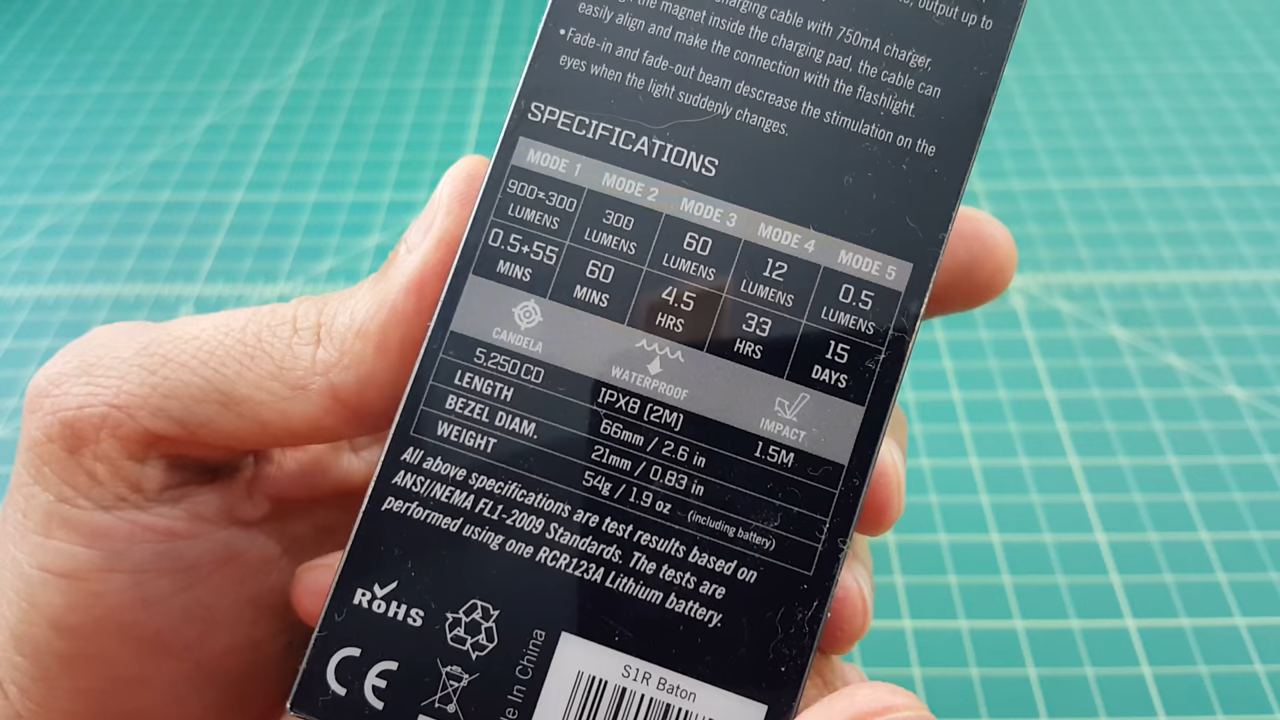 output up to
charging cable with 750mA charger,
the magnet inside the charging pad, the cable can
easily align and make the connection with the flashlight.
•Fade-in and fade-out beam descrease the stimulation on the
eyes when the light suddenly changes.
SPECIFICATIONS
MODE 1 MODE 2 MODE 3 MODE 4 MODE 5
900≈300 LUMENS 300 LUMENS 60 LUMENS 12 LUMENS 0.5 LUMENS
0.5+55 MINS 60 MINS 4.5 HRS 33 HRS 15 DAYS
CANDELA WATERPROOF IMPACT
5,250 CD IPX8 (2M) 1.5M
LENGTH 66mm / 2.6 in
BEZEL DIAM. 21mm / 0.83 in
WEIGHT 54g / 1.9 oz (including battery)
All above specifications are test results based on
ANSI/NEMA FL1-2009 Standards. The tests are
performed using one RCR123A Lithium battery.
RoHS
CE
In China
S1R Baton